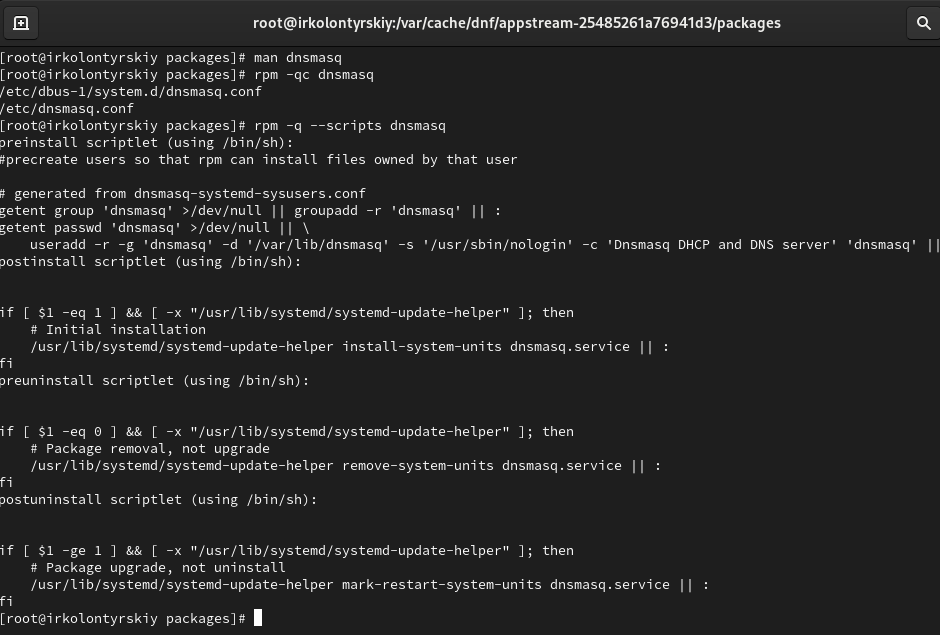 root@irkolontyrskiy:/var/cache/dnf/appstream-25485261a76941d3/packages
[root@irkolontyrskiy packages]# man dnsmasq
[root@irkolontyrskiy packages]# rpm -qc dnsmasq
/etc/dbus-1/system.d/dnsmasq.conf
/etc/dnsmasq.conf
[root@irkolontyrskiy packages]# rpm -q --scripts dnsmasq
preinstall scriptlet (using /bin/sh):
#precreate users so that rpm can install files owned by that user
# generated from dnsmasq-systemd-sysusers.conf
getent group 'dnsmasq' >/dev/null || groupadd -r 'dnsmasq' || :
getent passwd 'dnsmasq' >/dev/null || \
    useradd -r -g 'dnsmasq' -d '/var/lib/dnsmasq' -s '/usr/sbin/nologin' -c 'Dnsmasq DHCP and DNS server' 'dnsmasq' ||
postinstall scriptlet (using /bin/sh):
if [ $1 -eq 1 ] && [ -x "/usr/lib/systemd/systemd-update-helper" ]; then
    # Initial installation
    /usr/lib/systemd/systemd-update-helper install-system-units dnsmasq.service || :
fi
preuninstall scriptlet (using /bin/sh):
if [ $1 -eq 0 ] && [ -x "/usr/lib/systemd/systemd-update-helper" ]; then
    # Package removal, not upgrade
    /usr/lib/systemd/systemd-update-helper remove-system-units dnsmasq.service || :
fi
postuninstall scriptlet (using /bin/sh):
if [ $1 -ge 1 ] && [ -x "/usr/lib/systemd/systemd-update-helper" ]; then
    # Package upgrade, not uninstall
    /usr/lib/systemd/systemd-update-helper mark-restart-system-units dnsmasq.service || :
fi
[root@irkolontyrskiy packages]#